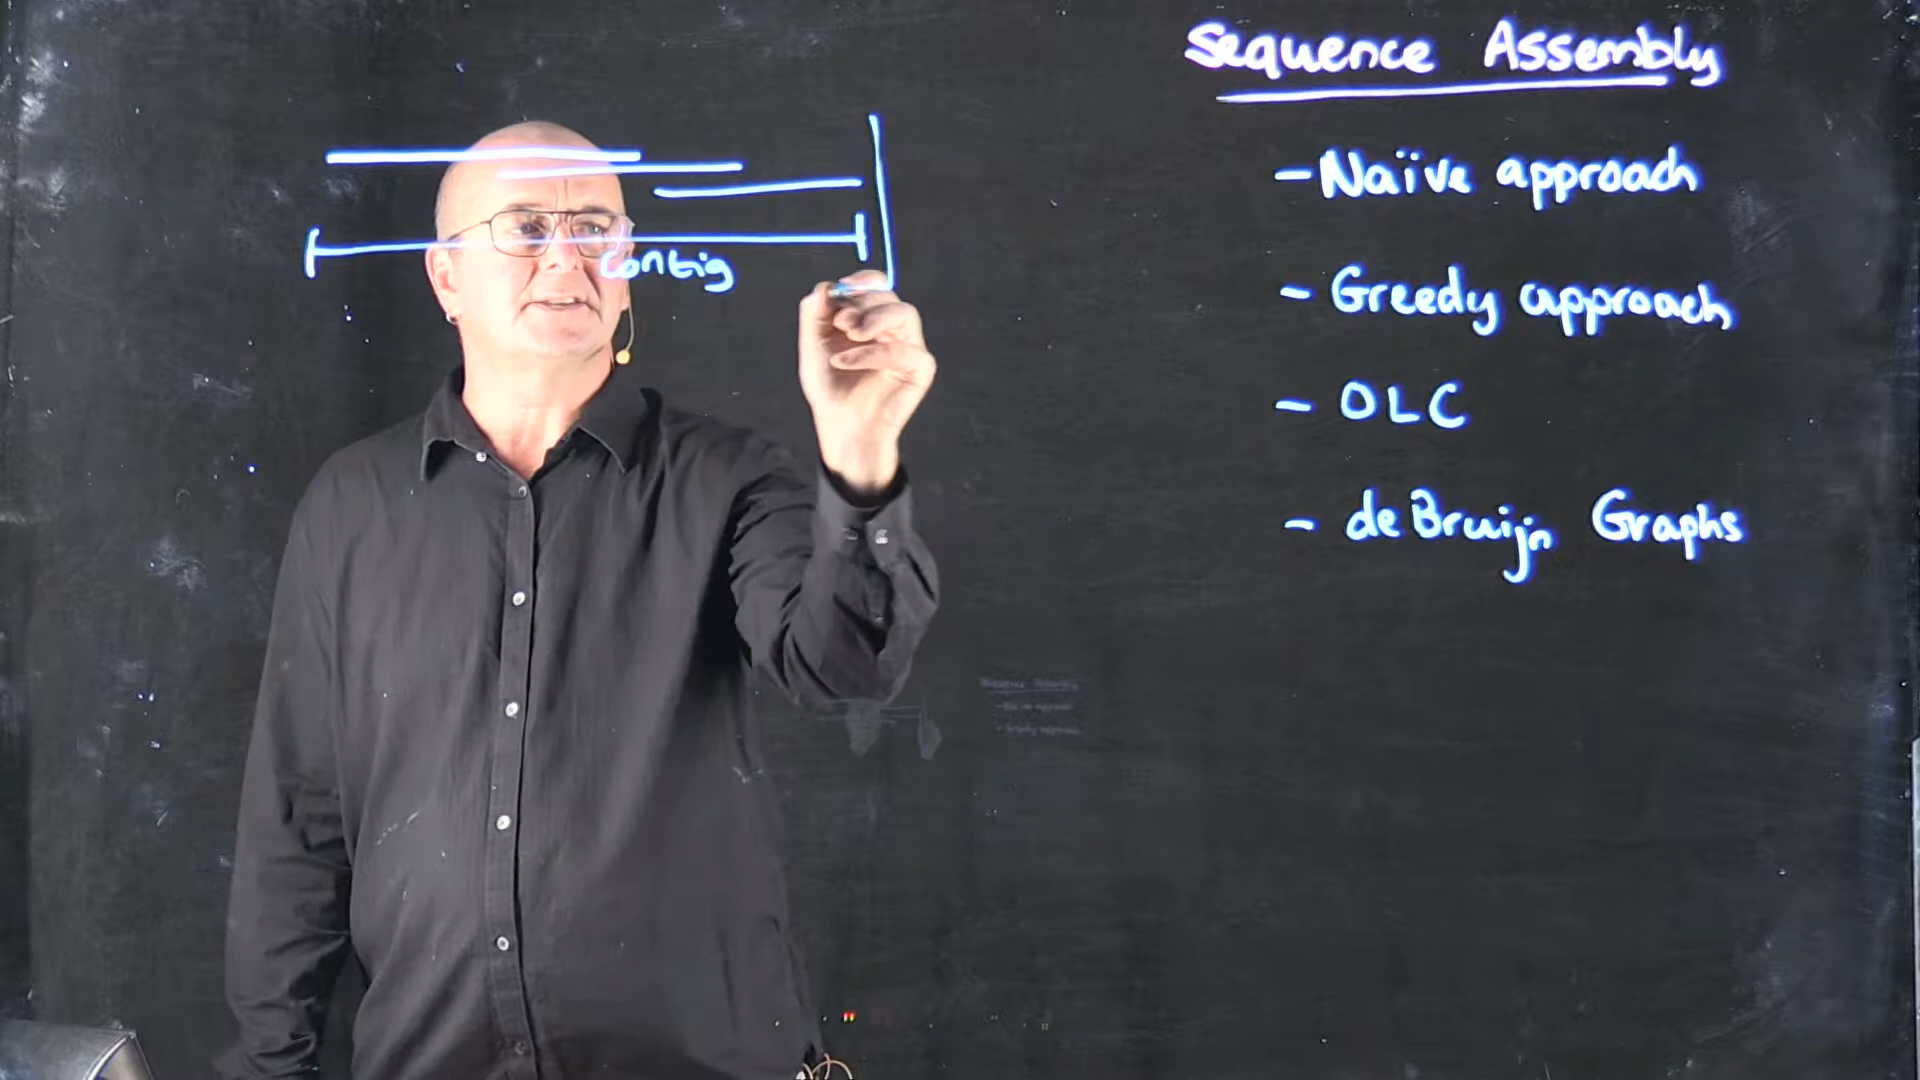 Sequence Assembly
- Naïve approach
- Greedy approach
- OLC
- de Bruijn Graphs
contig